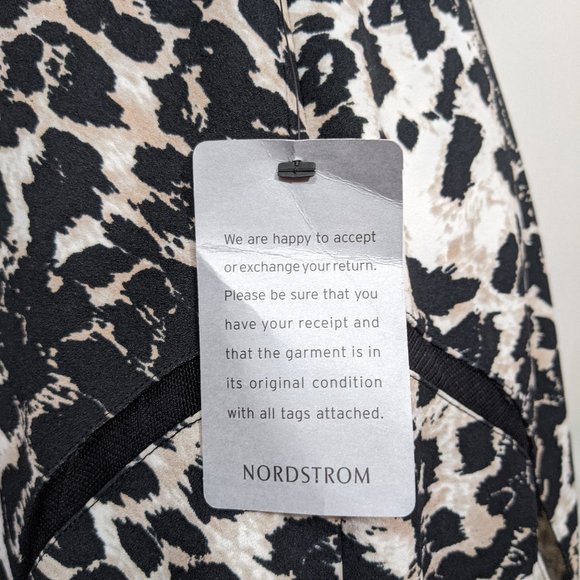 We are happy to accept
or exchange your return.
Please be sure that you
have your receipt and
that the garment is in
its original condition
with all tags attached.
NORDSTROM